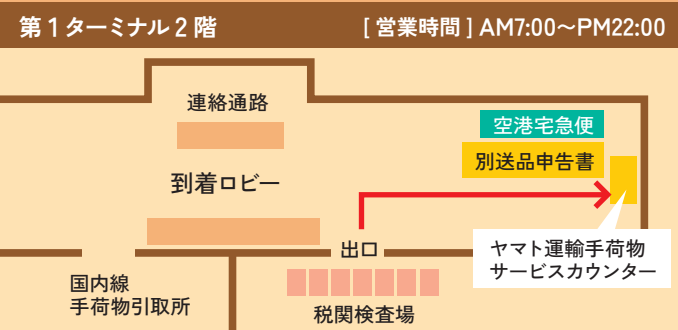 第1ターミナル2階
[営業時間] AM7:00〜PM22:00
連絡通路
空港宅急便
別送品申告書
到着ロビー
出口
ヤマト運輸手荷物
サービスカウンター
国内線
手荷物引取所
税関検査場